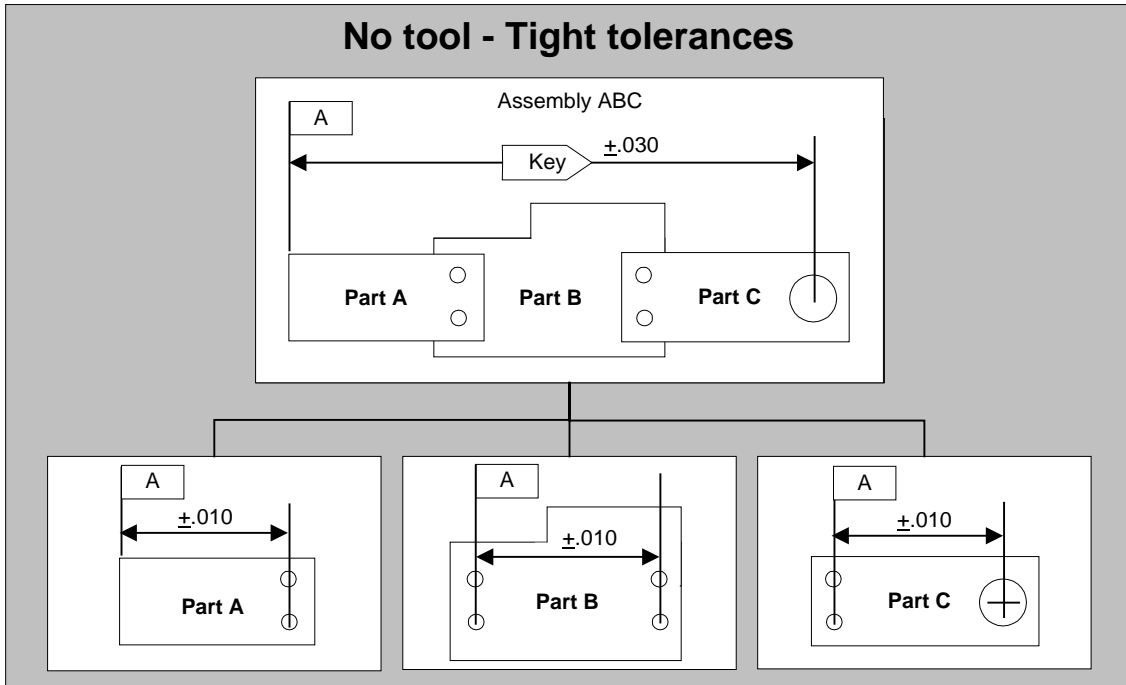 No tool - Tight tolerances
Assembly ABC
A
Key ±.030
Part A Part B Part C
A
±.010
Part A
A
±.010
Part B
A
±.010
Part C